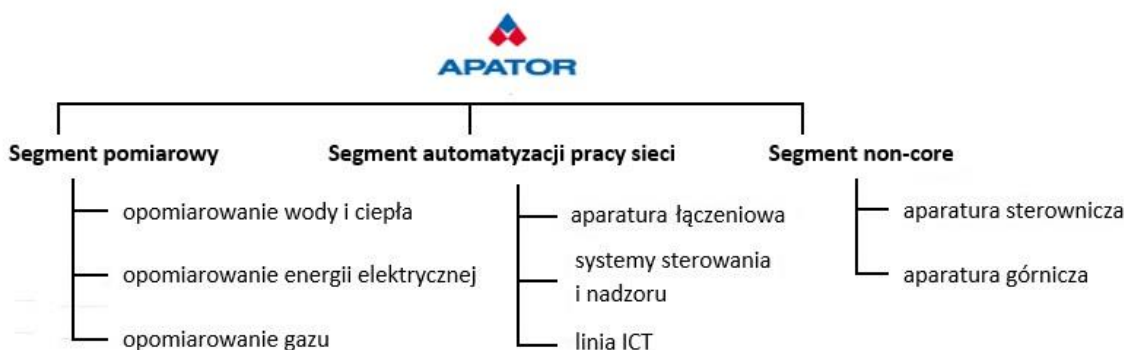 APATOR
Segment pomiarowy
opomiarowanie wody i ciepła
opomiarowanie energii elektrycznej
opomiarowanie gazu
Segment automatyzacji pracy sieci
aparatura łączeniowa
systemy sterowania
i nadzoru
linia ICT
Segment non-core
aparatura sterownicza
aparatura górnicza